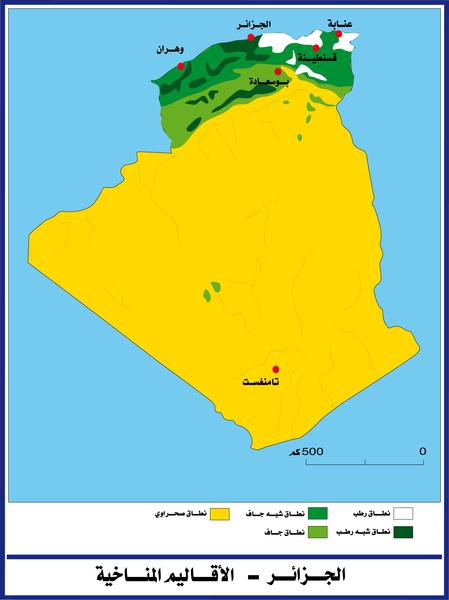 الجزائر
عنابة
وهران
قسنطينة
بوسعادة
تامنغست
0
500 كم
نطاق رطب
نطاق شبه جاف
نطاق صحراوي
نطاق شبه رطب
نطاق جاف
الجزائر - الأقاليم المناخية